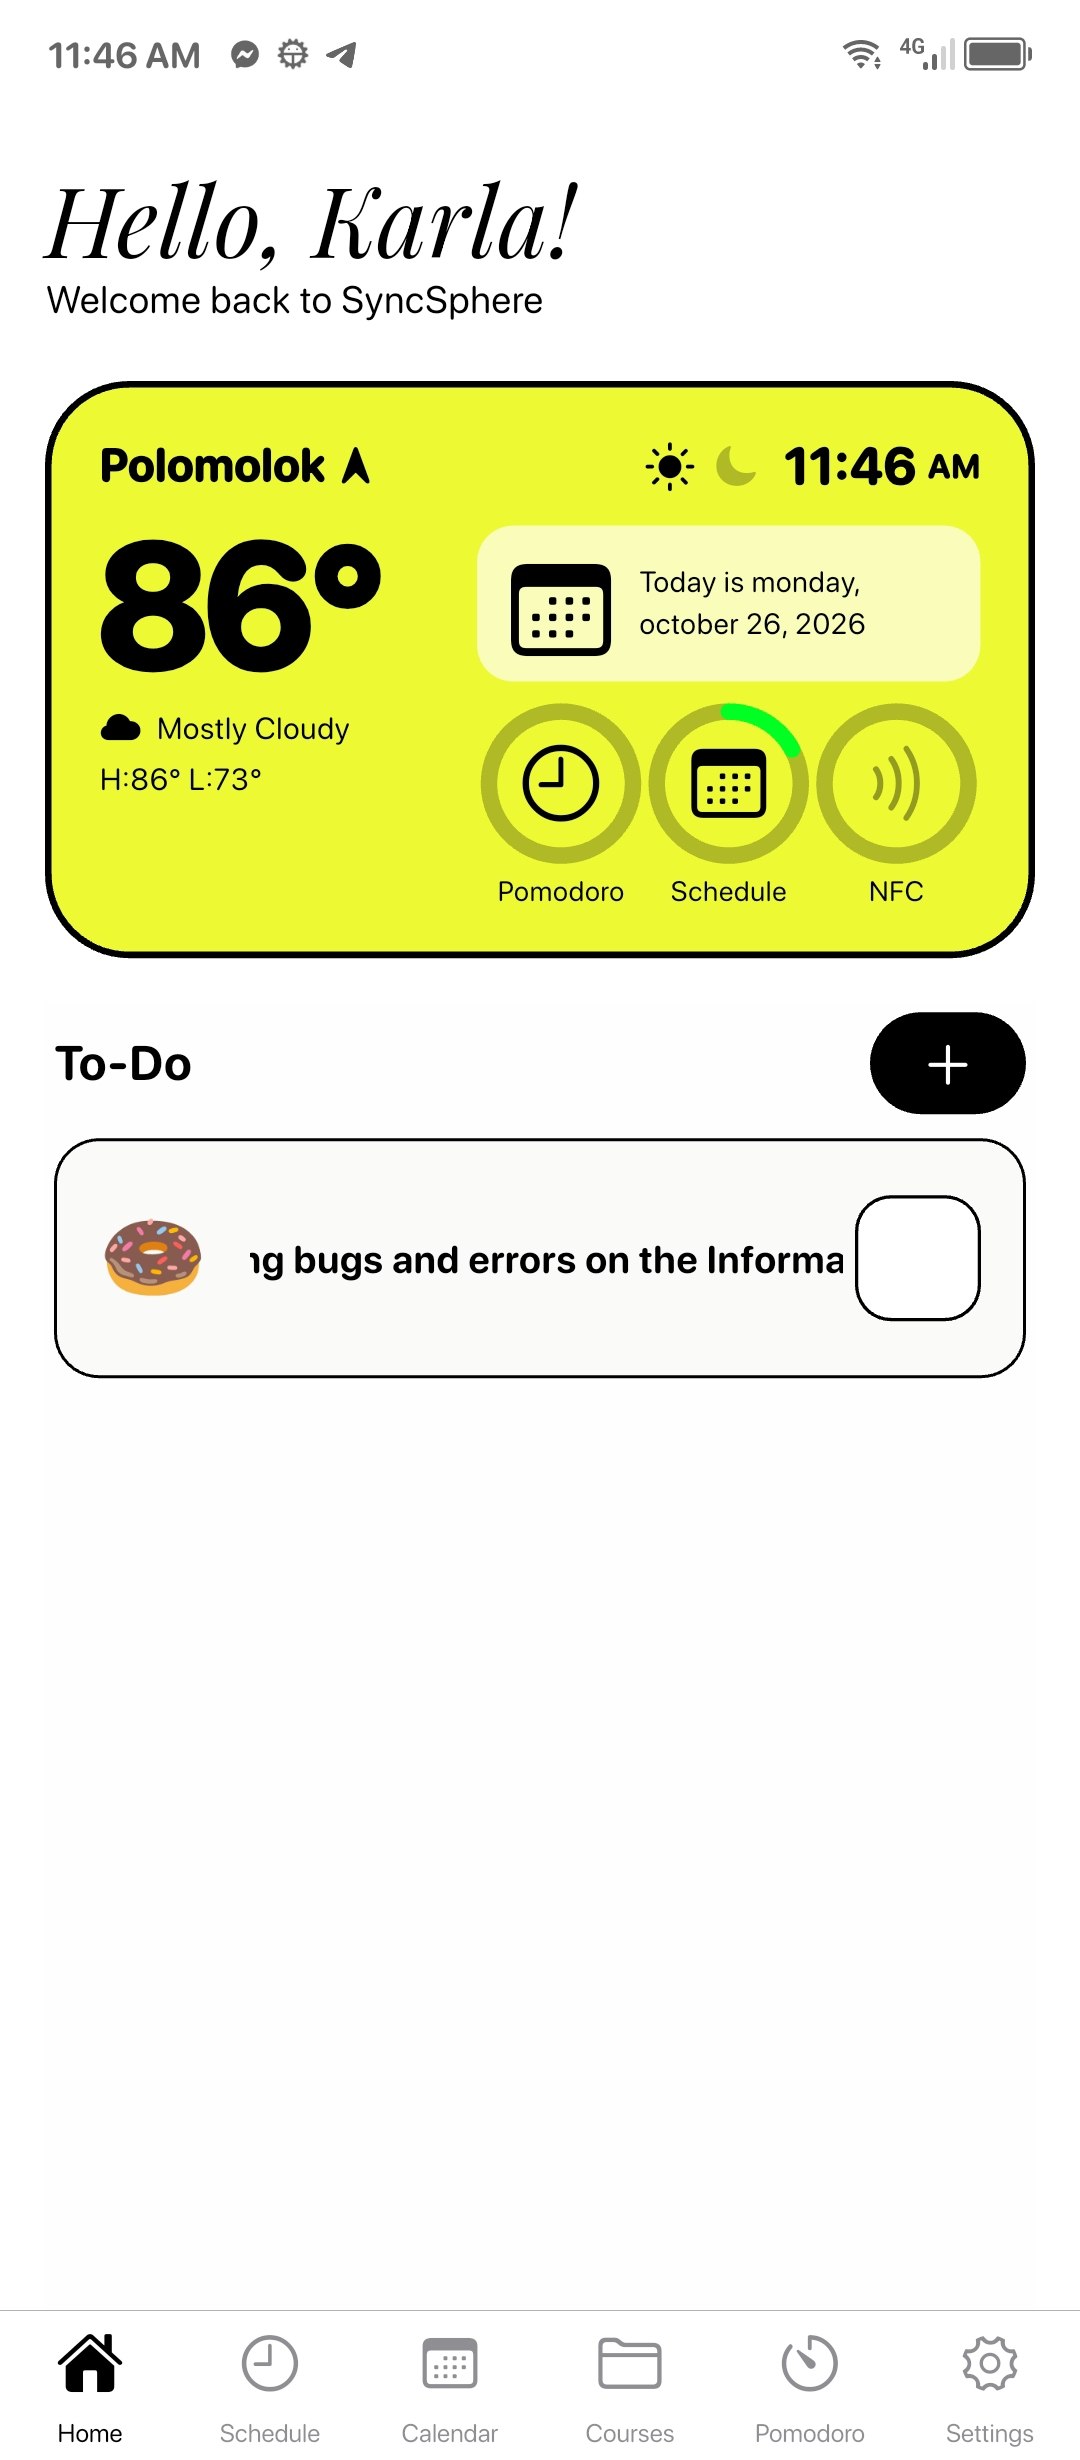 11:46 AM
4G
Hello, Karla!
Welcome back to SyncSphere
Polomolok
11:46 AM
86°
Today is monday,
october 26, 2026
Mostly Cloudy
H:86° L:73°
Pomodoro Schedule NFC
To-Do
ng bugs and errors on the Informa
Home Schedule Calendar Courses Pomodoro Settings